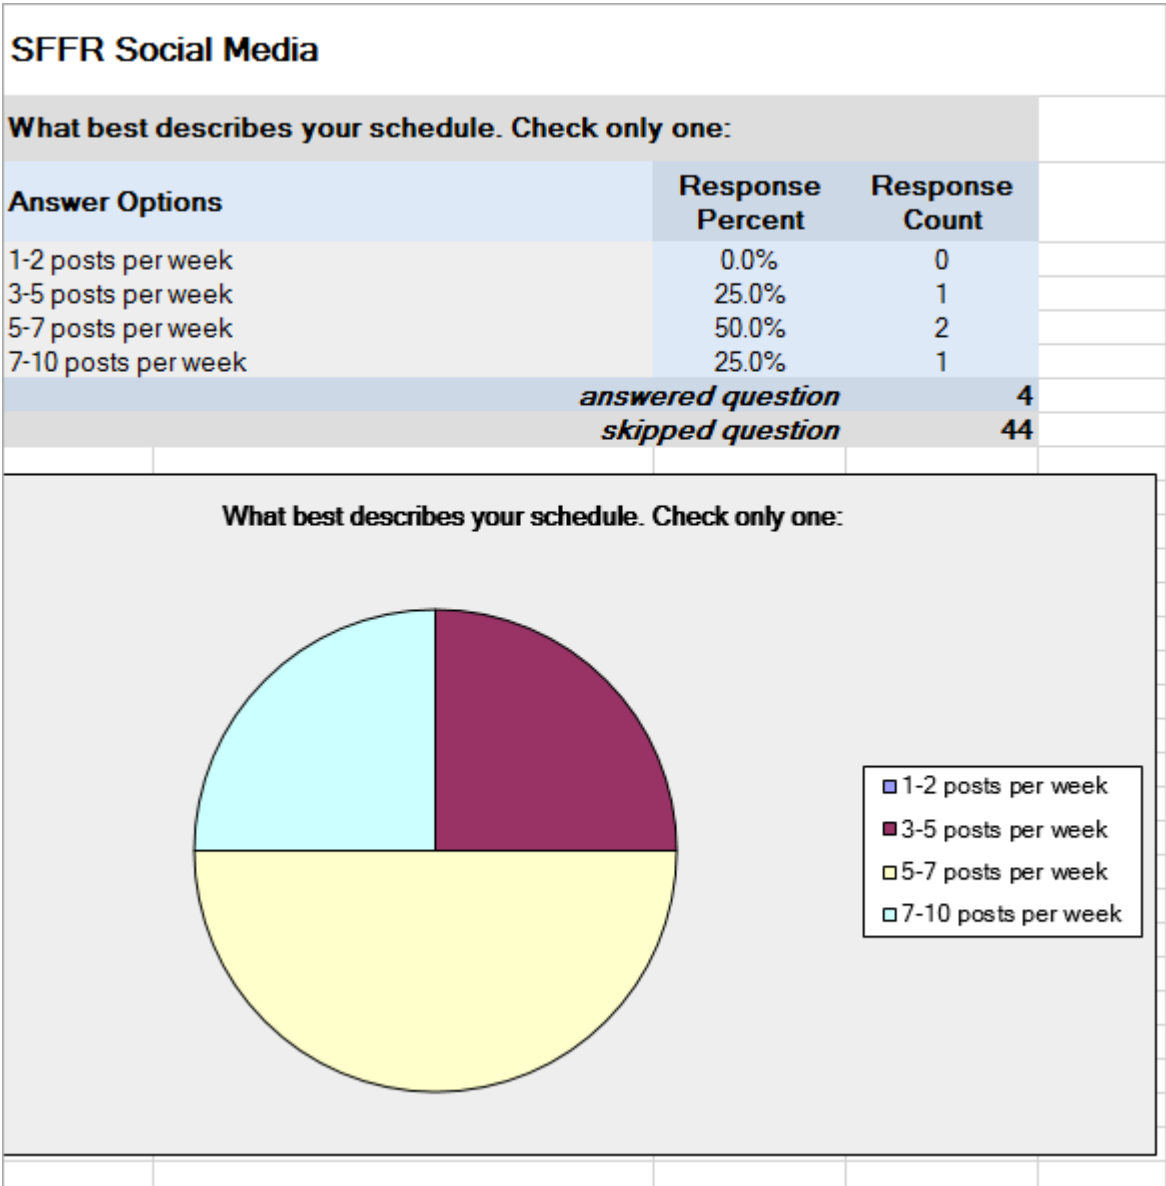 SFFR Social Media
What best describes your schedule. Check only one:
Answer Options Response Percent Response Count
1-2 posts per week 0.0% 0
3-5 posts per week 25.0% 1
5-7 posts per week 50.0% 2
7-10 posts per week 25.0% 1
answered question 4
skipped question 44
What best describes your schedule. Check only one:
1-2 posts per week
3-5 posts per week
5-7 posts per week
7-10 posts per week